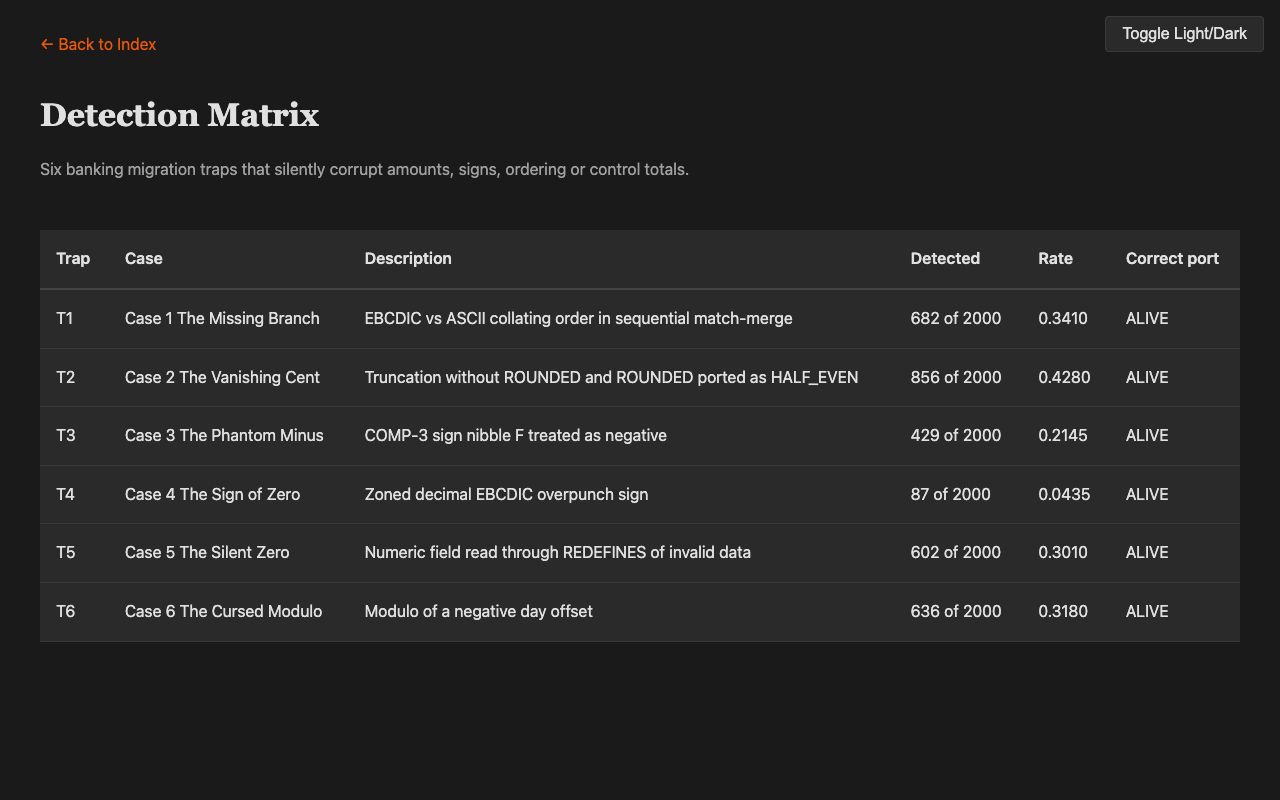 ← Back to Index
Toggle Light/Dark
Detection Matrix
Six banking migration traps that silently corrupt amounts, signs, ordering or control totals.
Trap Case Description Detected Rate Correct port
T1 Case 1 The Missing Branch EBCDIC vs ASCII collating order in sequential match-merge 682 of 2000 0.3410 ALIVE
T2 Case 2 The Vanishing Cent Truncation without ROUNDED and ROUNDED ported as HALF_EVEN 856 of 2000 0.4280 ALIVE
T3 Case 3 The Phantom Minus COMP-3 sign nibble F treated as negative 429 of 2000 0.2145 ALIVE
T4 Case 4 The Sign of Zero Zoned decimal EBCDIC overpunch sign 87 of 2000 0.0435 ALIVE
T5 Case 5 The Silent Zero Numeric field read through REDEFINES of invalid data 602 of 2000 0.3010 ALIVE
T6 Case 6 The Cursed Modulo Modulo of a negative day offset 636 of 2000 0.3180 ALIVE